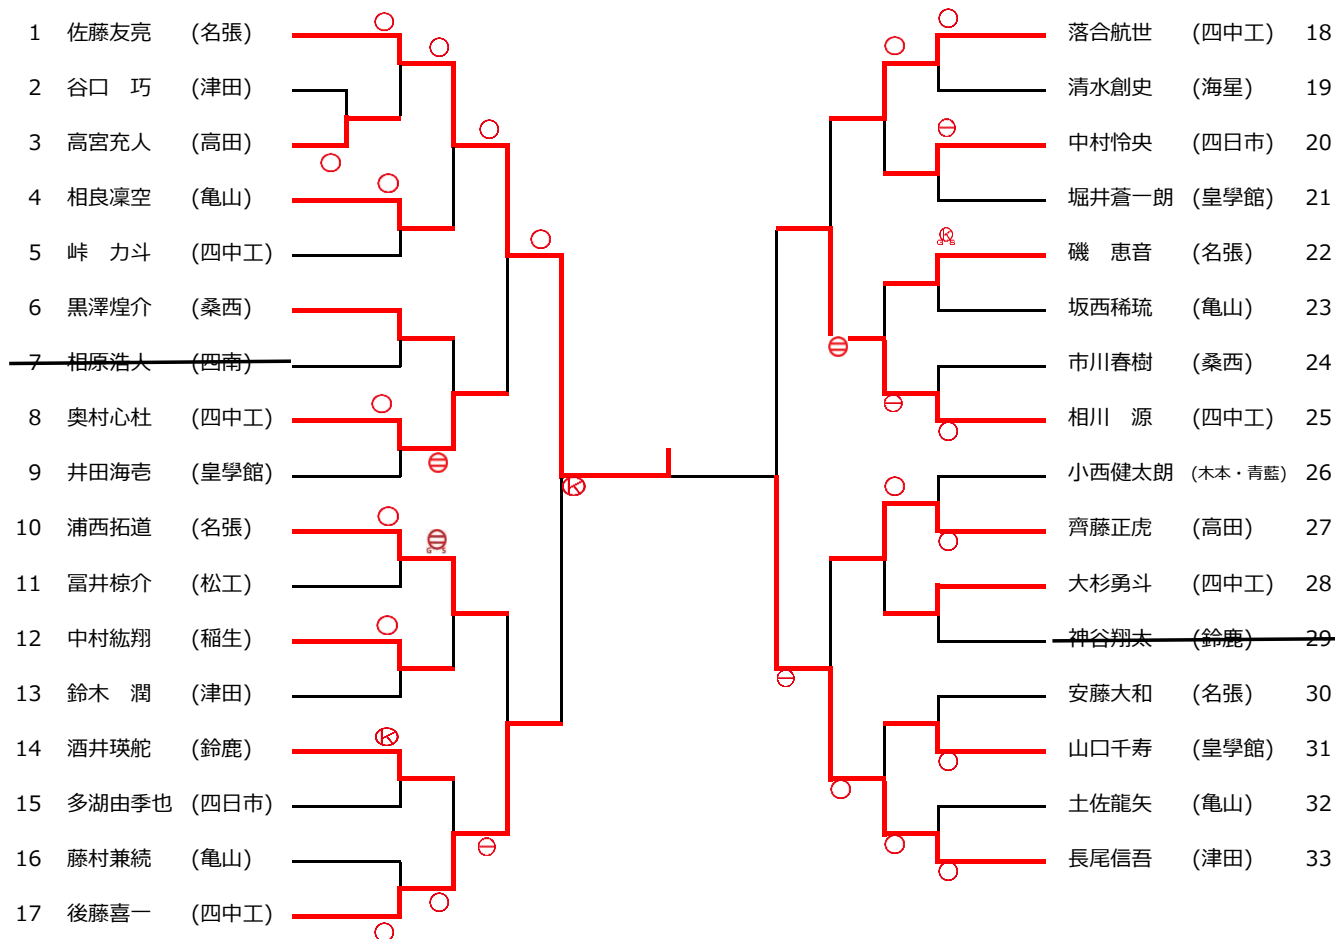 1 佐藤友亮 (名張)
2 谷口 巧 (津田)
3 高宮充人 (高田)
4 相良凜空 (亀山)
5 峠 力斗 (四中工)
6 黒澤煌介 (桑西)
7 相原浩人 (四南)
8 奥村心杜 (四中工)
9 井田海壱 (皇學館)
10 浦西拓道 (名張)
11 冨井椋介 (松工)
12 中村紘翔 (稲生)
13 鈴木 潤 (津田)
14 酒井瑛舵 (鈴鹿)
15 多湖由季也 (四日市)
16 藤村兼続 (亀山)
17 後藤喜一 (四中工)
K
K
G S
落合航世 (四中工) 18
清水創史 (海星) 19
中村怜央 (四日市) 20
堀井蒼一朗 (皇學館) 21
磯 恵音 (名張) 22
坂西稀琉 (亀山) 23
市川春樹 (桑西) 24
相川 源 (四中工) 25
小西健太朗 (木本・青藍) 26
齊藤正虎 (高田) 27
大杉勇斗 (四中工) 28
神谷翔太 (鈴鹿) 29
安藤大和 (名張) 30
山口千寿 (皇學館) 31
土佐龍矢 (亀山) 32
長尾信吾 (津田) 33
K
G S